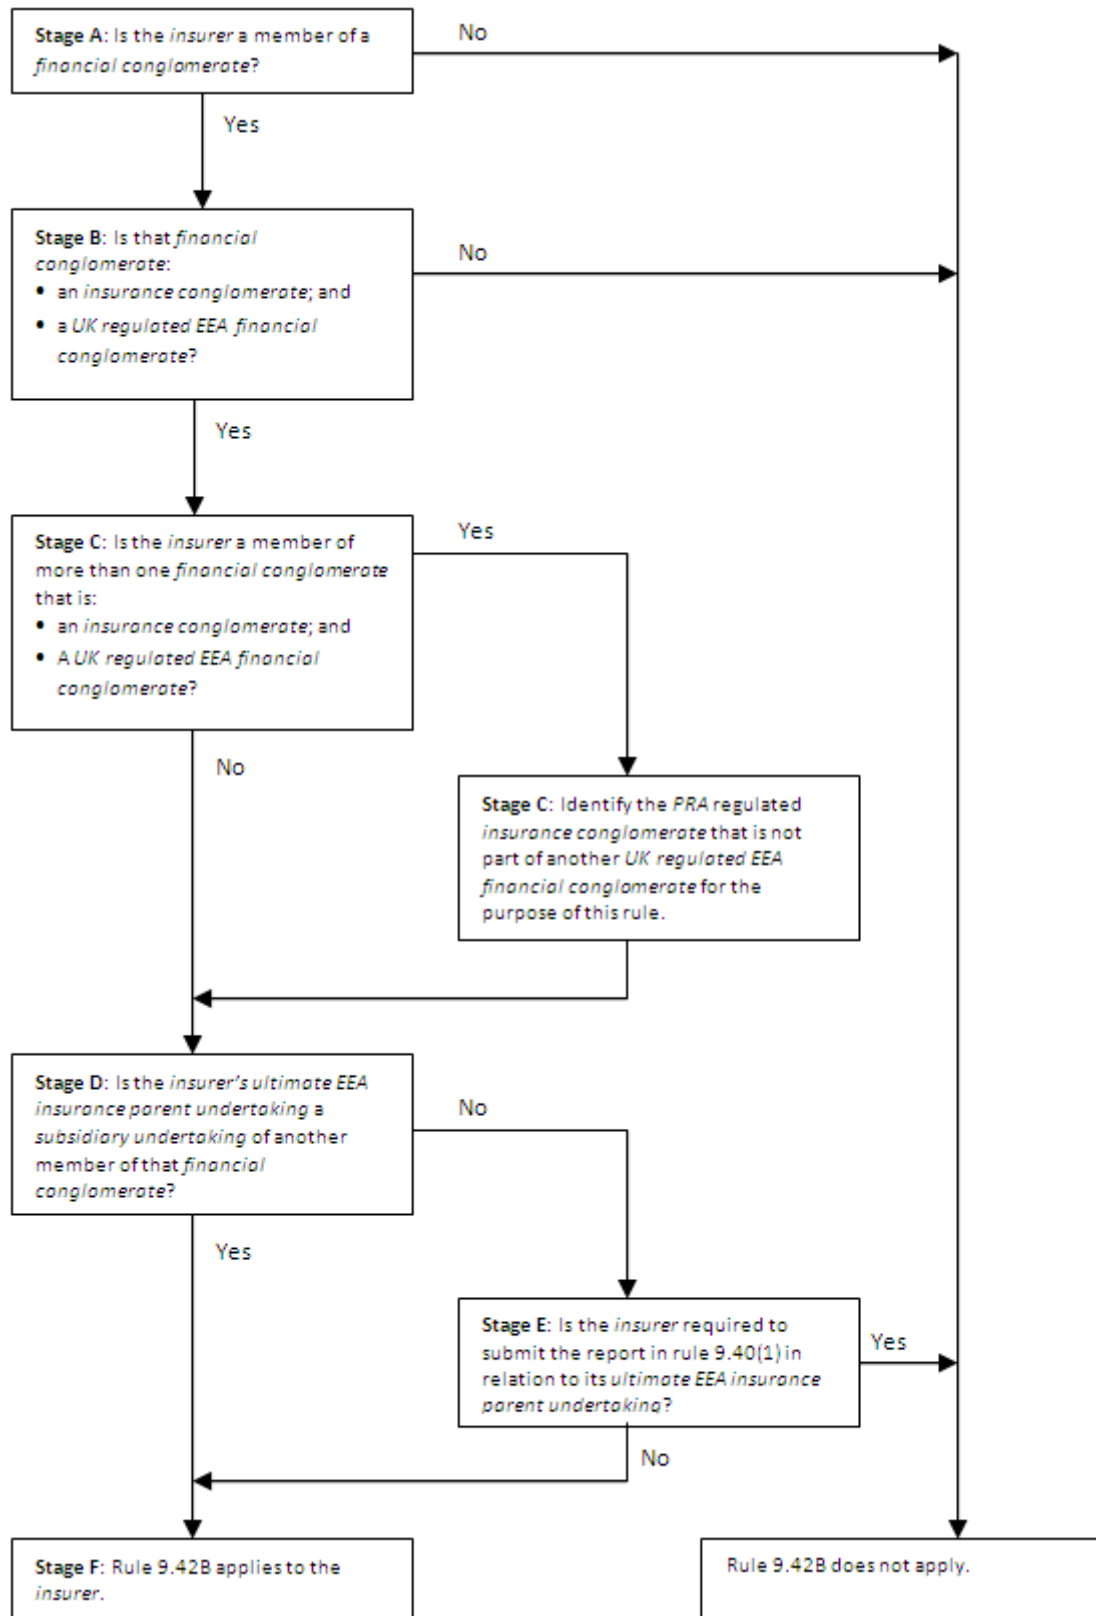 Stage A: Is the insurer a member of a
financial conglomerate?
No
Yes
Stage B: Is that financial
conglomerate:
• an insurance conglomerate; and
• a UK regulated EEA financial
conglomerate?
No
Yes
Stage C: Is the insurer a member of
more than one financial conglomerate
that is:
• an insurance conglomerate; and
• A UK regulated EEA financial
conglomerate?
Yes
No
Stage C: Identify the PRA regulated
insurance conglomerate that is not
part of another UK regulated EEA
financial conglomerate for the
purpose of this rule.
Stage D: Is the insurer's ultimate EEA
insurance parent undertaking a
subsidiary undertaking of another
member of that financial
conglomerate?
No
Yes
Stage E: Is the insurer required to
submit the report in rule 9.40(1) in
relation to its ultimate EEA insurance
parent undertaking?
Yes
No
Stage F: Rule 9.42B applies to the
insurer.
Rule 9.42B does not apply.